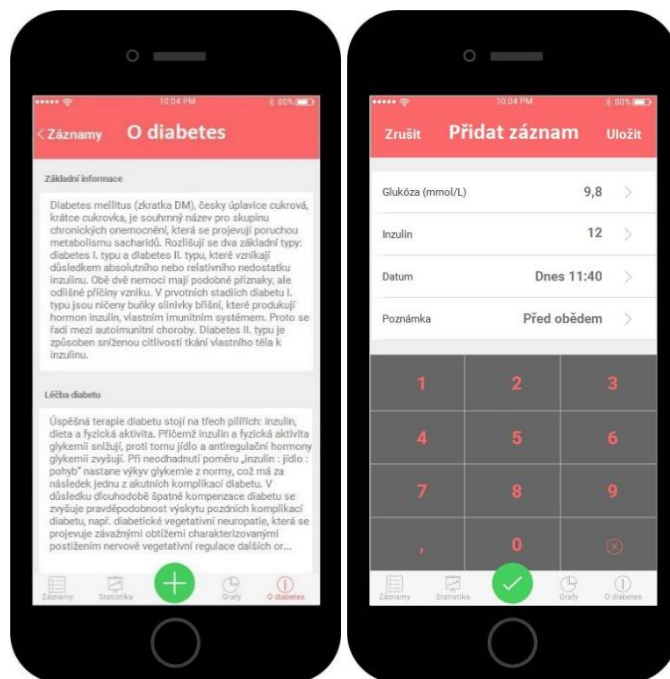 10:04 PM
80%
< Záznamy O diabetes
Základní informace
Diabetes mellitus (zkratka DM), česky úplavice cukrová,
krátce cukrovka, je souhrnný název pro skupinu
chronických onemocnění, která se projevují poruchou
metabolismu sacharidů. Rozlišují se dva základní typy:
diabetes I. typu a diabetes II. typu, které vznikají
důsledkem absolutního nebo relativního nedostatku
inzulinu. Obě dvě nemoci mají podobné příznaky, ale
odlišné příčiny vzniku. V prvotních stadiích diabetu I.
typu jsou ničeny buňky slinivky břišní, které produkují
hormon inzulin, vlastním imunitním systémem. Proto se
řadí mezi autoimunitní choroby. Diabetes II. typu je
způsoben sníženou citlivostí tkání vlastního těla k
inzulinu.
Léčba diabetu
Úspěšná terapie diabetu stojí na třech pilířích: inzulin,
dieta a fyzická aktivita. Přičemž inzulin a fyzická aktivita
glykemii snižují, proti tomu jídlo a antiregulační hormony
glykemii zvyšují. Při neodhadnutí poměru „inzulin : jídlo :
pohyb“ nastane výkyv glykemie z normy, což má za
následek jednu z akutních komplikací diabetu. V
důsledku dlouhodobě špatné kompenzace diabetu se
zvyšuje pravděpodobnost výskytu pozdních komplikací
diabetu, např. diabetické vegetativní neuropatie, která se
projevuje závažnými obtížemi charakterizovanými
postižením nervově vegetativní regulace dalších or...
Záznamy Statistika Grafy O diabetes
10:04 PM
80%
Zrušit Přidat záznam Uložit
Glukóza (mmol/L) 9,8
Inzulin 12
Datum Dnes 11:40
Poznámka Před obědem
1 2 3
4 5 6
7 8 9
, 0
Záznamy Statistika Grafy O diabetes